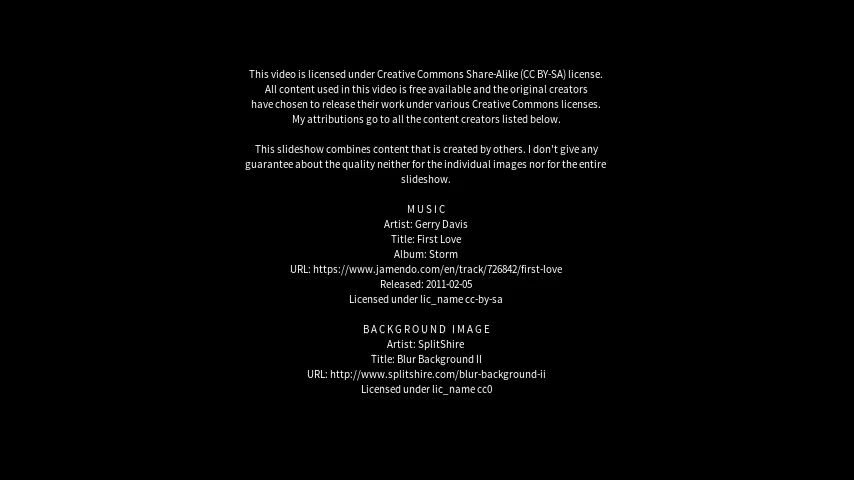 This video is licensed under Creative Commons Share-Alike (CC BY-SA) license.
All content used in this video is free available and the original creators
have chosen to release their work under various Creative Commons licenses.
My attributions go to all the content creators listed below.
This slideshow combines content that is created by others. I don't give any
guarantee about the quality neither for the individual images nor for the entire
slideshow.
MUSIC
Artist: Gerry Davis
Title: First Love
Album: Storm
URL: https://www.jamendo.com/en/track/726842/first-love
Released: 2011-02-05
Licensed under lic_name cc-by-sa
BACKGROUND IMAGE
Artist: SplitShire
Title: Blur Background II
URL: http://www.splitshire.com/blur-background-ii
Licensed under lic_name cc0